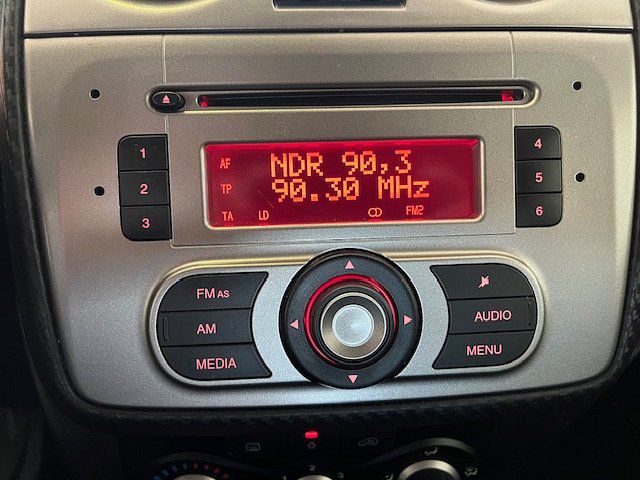 AF
NDR 90,3
TP
90.30 MHz
TA LD FM2
1
2
3
4
5
6
FM AS
AM
MEDIA
AUDIO
MENU
2